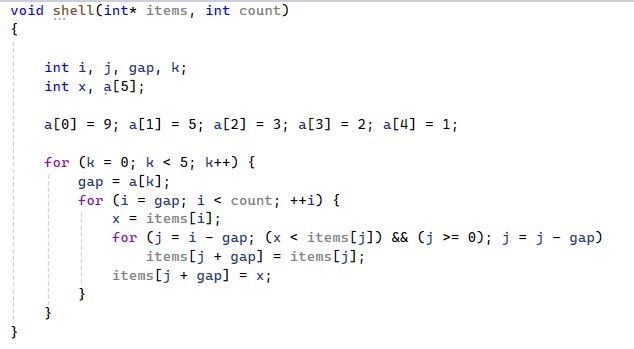 void shell(int* items, int count)
{
int i, j, gap, k;
int x, a[5];
a[0] = 9; a[1] = 5; a[2] = 3; a[3] = 2; a[4] = 1;
for (k = 0; k < 5; k++) {
gap = a[k];
for (i = gap; i < count; ++i) {
x = items[i];
for (j = i - gap; (x < items[j]) && (j >= 0); j = j - gap)
items[j + gap] = items[j];
items[j + gap] = x;
}
}
}